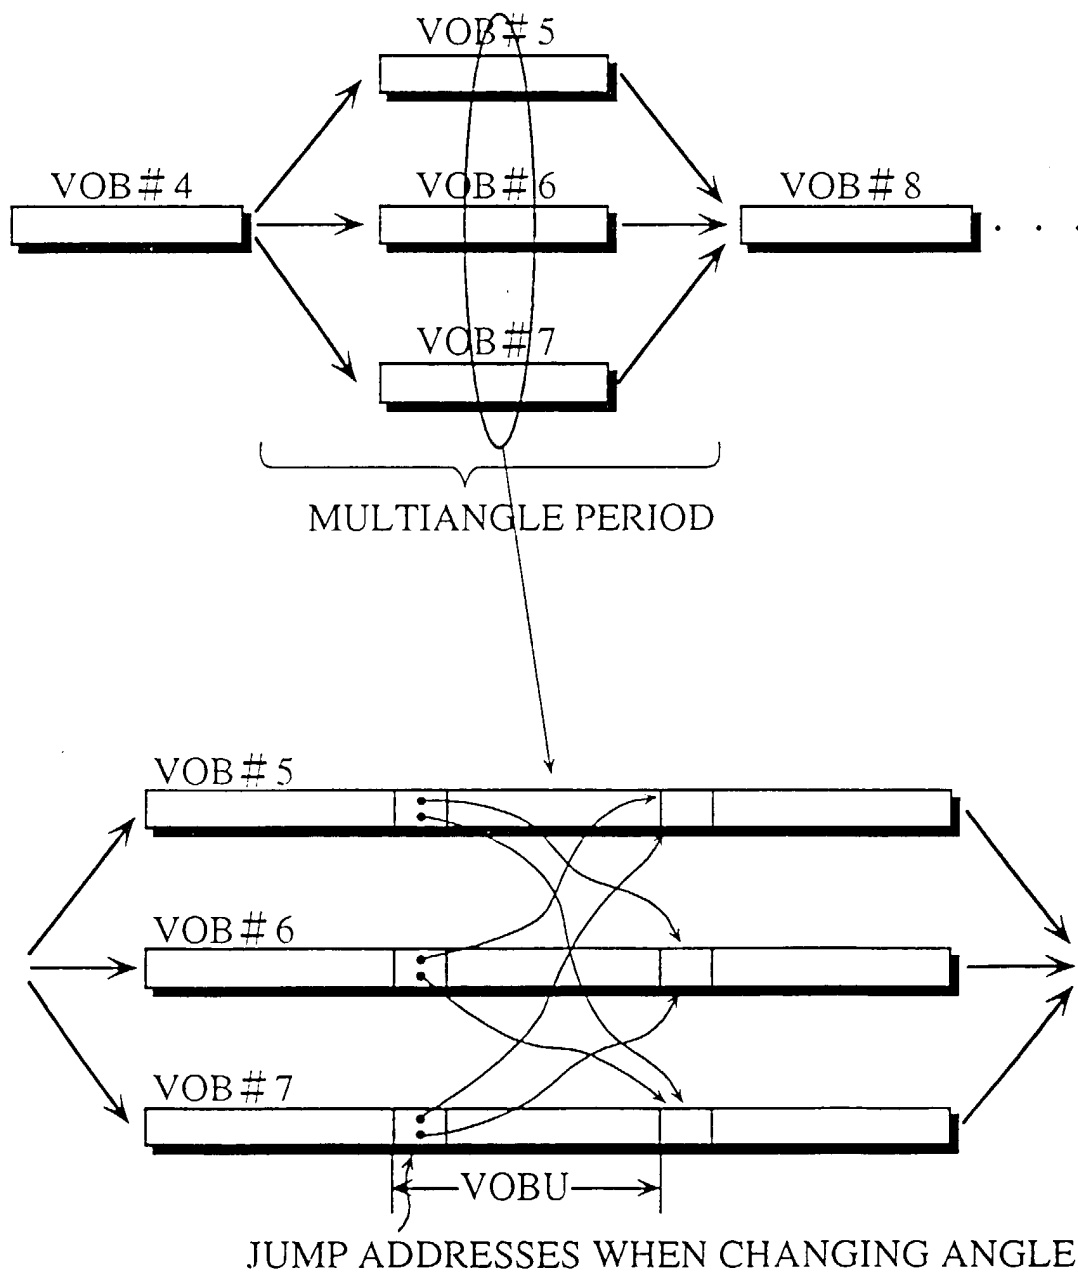 VOB#5
VOB#4
VOB#6
VOB#8
. . .
VOB#7
MULTIANGLE PERIOD
VOB#5
VOB#6
VOB#7
VOBU
JUMP ADDRESSES WHEN CHANGING ANGLE